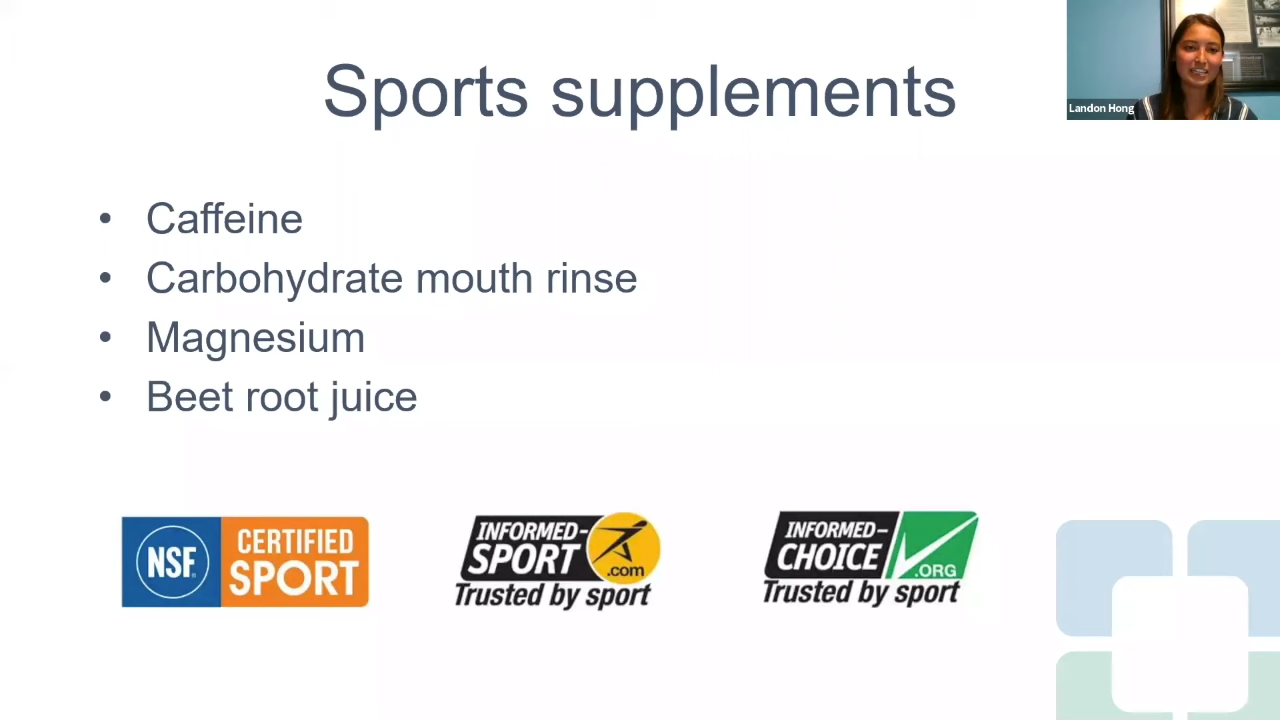 Sports supplements
Landon Hong
• Caffeine
• Carbohydrate mouth rinse
• Magnesium
• Beet root juice
NSF
CERTIFIED
SPORT
INFORMED-
SPORT
.com
Trusted by sport
INFORMED-
CHOICE
.ORG
Trusted by sport